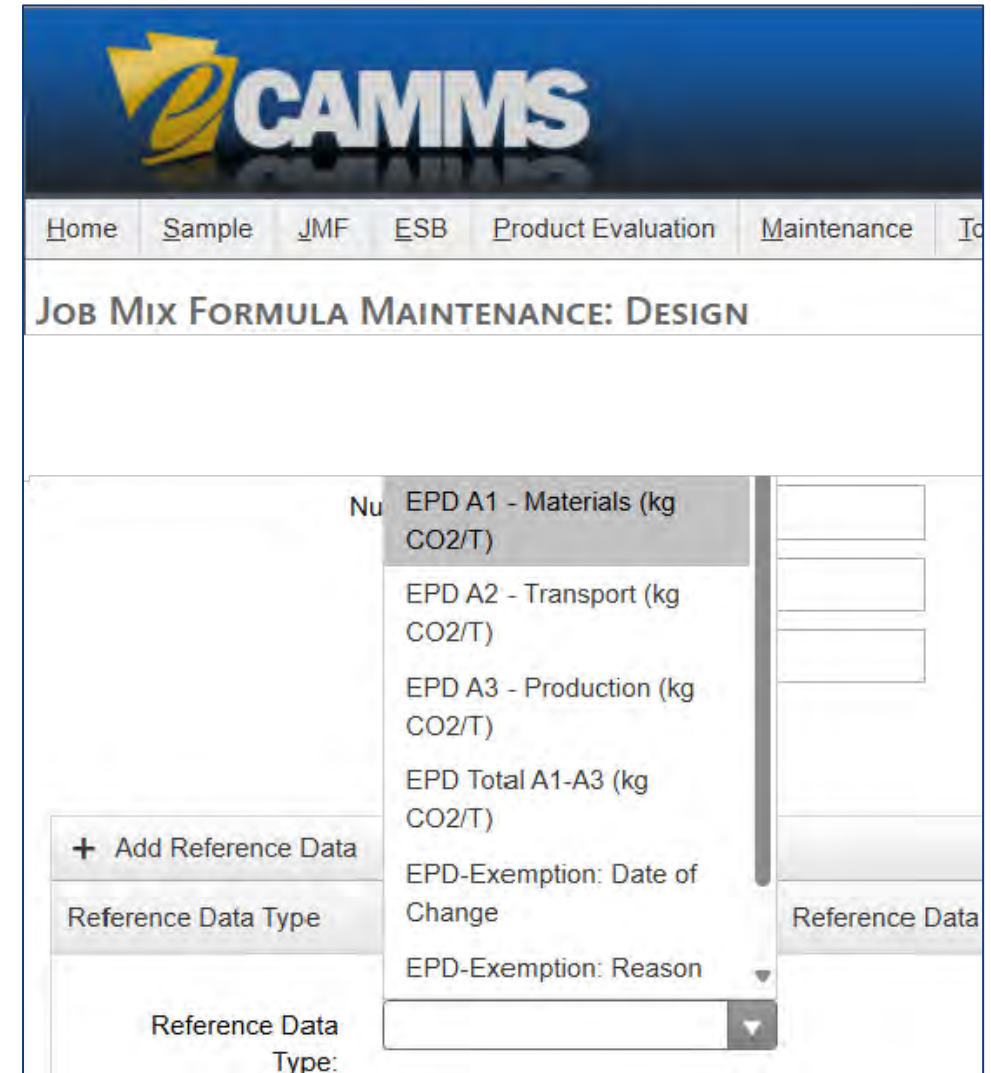 eCAMMS
Home Sample JMF ESB Product Evaluation Maintenance To
JOB MIX FORMULA MAINTENANCE: DESIGN
Nu
EPD A1 - Materials (kg
CO2/T)
EPD A2 - Transport (kg
CO2/T)
EPD A3 - Production (kg
CO2/T)
EPD Total A1-A3 (kg
CO2/T)
+ Add Reference Data
EPD-Exemption: Date of
Change
Reference Data Type
Reference Data
EPD-Exemption: Reason
Reference Data
Type: